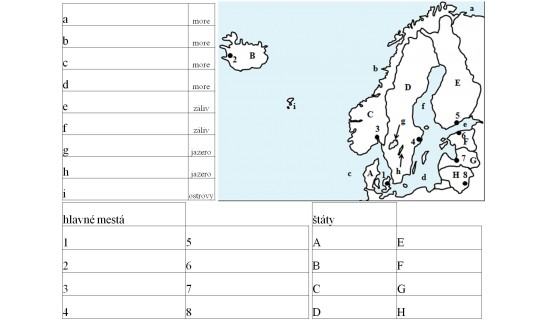 a more
b more
c more
d more
e záliv
f záliv
g jazero
h jazero
i ostrovy
a
2 B
b
D
E
i
C
f
g
3
4
5
e
6
F
7
G
c
h
A
d
H 8
hlavné mestá
1 5
2 6
3 7
4 8
štáty
A E
B F
C G
D H